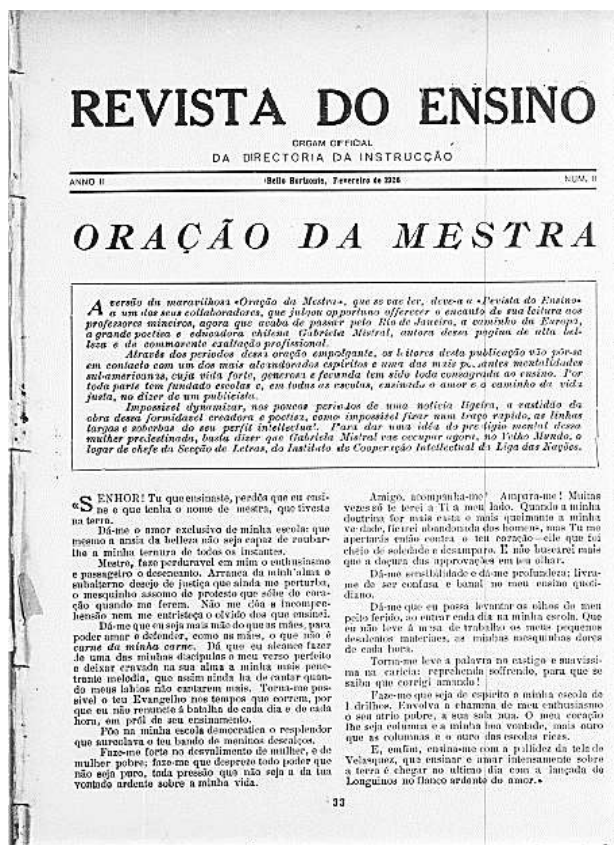 REVISTA DO ENSINO
ORGAM OFFICIAL
DA DIRECTORIA DA INSTRUCÇÃO
ANNO II
Bello Horizonte, Fevereiro de 1926
NUM. 11
ORAÇÃO DA MESTRA
A versão da maravilhosa «Oração da Mestra», que se vae ler, deve-a a «Revista do Ensino»
a um dos seus collaboradores, que julgou opportuno offerecer o encanto de sua leitura aos
professores mineiros, agora que acaba de passar pelo Rio de Janeiro, a caminho da Europa,
a grande poetisa e educadora chilena Gabriela Mistral, autora dessa pagina de alta bel-
leza e de commovente exaltação profissional.
Através dos periodos dessa oração empolgante, os leitores desta publicação vão pôr-se
em contacto com um dos mais alcandorados espiritos e uma das mais possantes mentalidades
sul-americanas, cuja vida forte, generosa e fecunda tem sido toda consagrada ao ensino. Por
toda parte tem fundado escolas e, em todas as escolas, ensinado o amor e o caminho da vida
justa, no dizer de um publicista.
Impossivel dynamizar, nos poucos periodos de uma noticia ligeira, a vastidão da
obra dessa formidavel creadora e poetisa, como impossivel fixar num traço rapido, as linhas
largas e soberbas do seu perfil intellectual. Para dar uma idéa do prestigio mental dessa
mulher predestinada, basta dizer que Gabriela Mistral vae occupar agora, no Velho Mundo, o
logar de chefe da Secção de Letras, do Instituto de Cooperação Intellectual da Liga das Nações.
«SENHOR! Tu que ensinaste, perdôa que eu ensi-
ne e que tenha o nome de mestra, que tiveste
na terra.
Dá-me o amor exclusivo de minha escola: que
mesmo a ansia da belleza não seja capaz de roubar-
lhe a minha ternura de todos os instantes.
Mestro, faze perduravel em mim o enthusiasmo
e passageiro o desencanto. Arranca de minh'alma o
subalterno desejo de justiça que ainda me perturba,
o mesquinho assomo de protesto que sóbe do cora-
ção quando me ferem. Não me dôa a incompre-
hensão nem me entristeça o olvido dos que ensinei.
Dá-me que eu seja mais mãe do que as mães, para
poder amar e defender, como as mães, o que não é
carne da minha carne. Dá que eu alcance fazer
de uma das minhas discipulas o meu verso perfeito
e deixar cravada na sua alma a minha mais pene-
trante melodia, que assim ainda ha de cantar quan-
do meus labios não cantarem mais. Torna-me pos-
sivel o teu Evangelho nos tempos que correm, por
que eu não renuncie á batalha de cada dia e de cada
hora, em pról de seu ensinamento.
Põe na minha escola democratica o resplendor
que aureolava o teu bando de meninos descalços.
Faze-me forte no desvalimento de mulher, e de
mulher pobre; faze-me que despreze todo poder que
não seja puro, toda pressão que não seja a da tua
vontade ardente sobre a minha vida.
Amigo, acompanha-me! Ampara-me! Muitas
vezes só te terei a Ti a meu lado. Quando a minha
doutrina fôr mais casta e mais queimante a minha
verdade, ficarei abandonada dos homens, mas Tu me
apertarás então contra o teu coração—elle que foi
cheio de soledade e desamparo. E não buscarei mais
que a doçura das approvações em teu olhar.
Dá-me sensibilidade e dá-me profundeza; livra-
me de ser confusa e banal no meu ensino quoti-
diano.
Dá-me que eu possa levantar os olhos do meu
peito ferido, ao entrar cada dia na minha escola. Que
eu não leve á mesa de trabalho os meus pequenos
desalentos materiaes, as minhas mesquinhas dores
de cada hora.
Torna-me leve a palavra no castigo e suavissi-
ma na caricia: reprehenda soffrendo, para que se
saiba que as corrigi amando!
Faze-me que seja de espirito a minha escola de
ladrilhos. Envolva a chamma de meu enthusiasmo
o seu atrio pobre, a sua sala nua. O meu coração
lhe seja columna e a minha boa vontade, mais ouro
que as columnas e o ouro das escolas ricas.
E, emfim, ensina-me com a pallidez da tela de
Velasquez, que ensinar e amar intensamente sobre
a terra é chegar ao ultimo dia com a lançada de
Longuinos no flanco ardente de amor.»
33